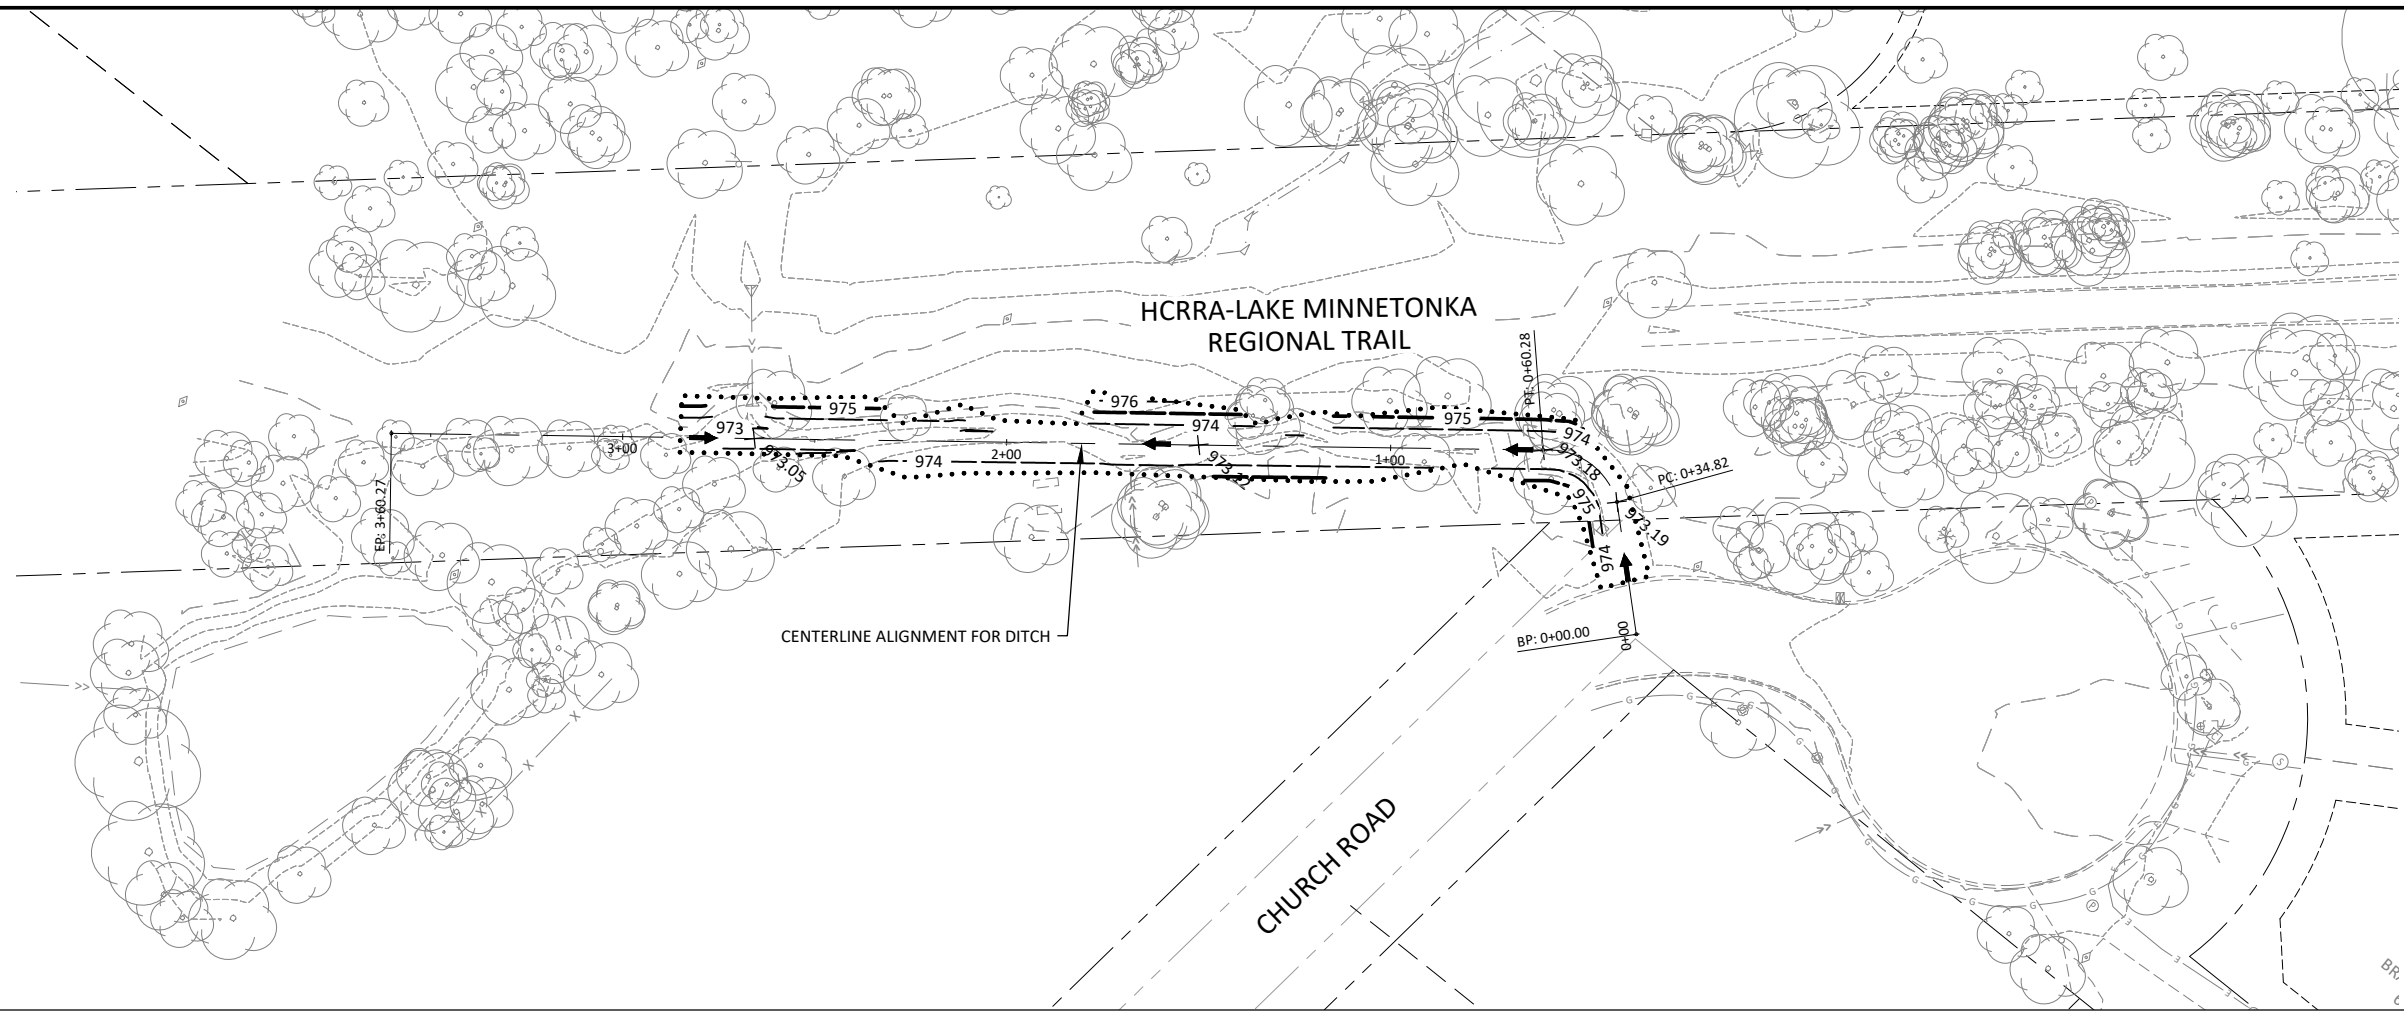 HCRRA-LAKE MINNETONKA
REGIONAL TRAIL
PT: 0+60.28
976
975
975
973
974
974
973.05
3+00
2+00
974
973.12
1+00
973.18
PC: 0+34.82
975
973.19
974
EP: 3+60.27
CENTERLINE ALIGNMENT FOR DITCH
BP: 0+00.00
0+00
CHURCH ROAD